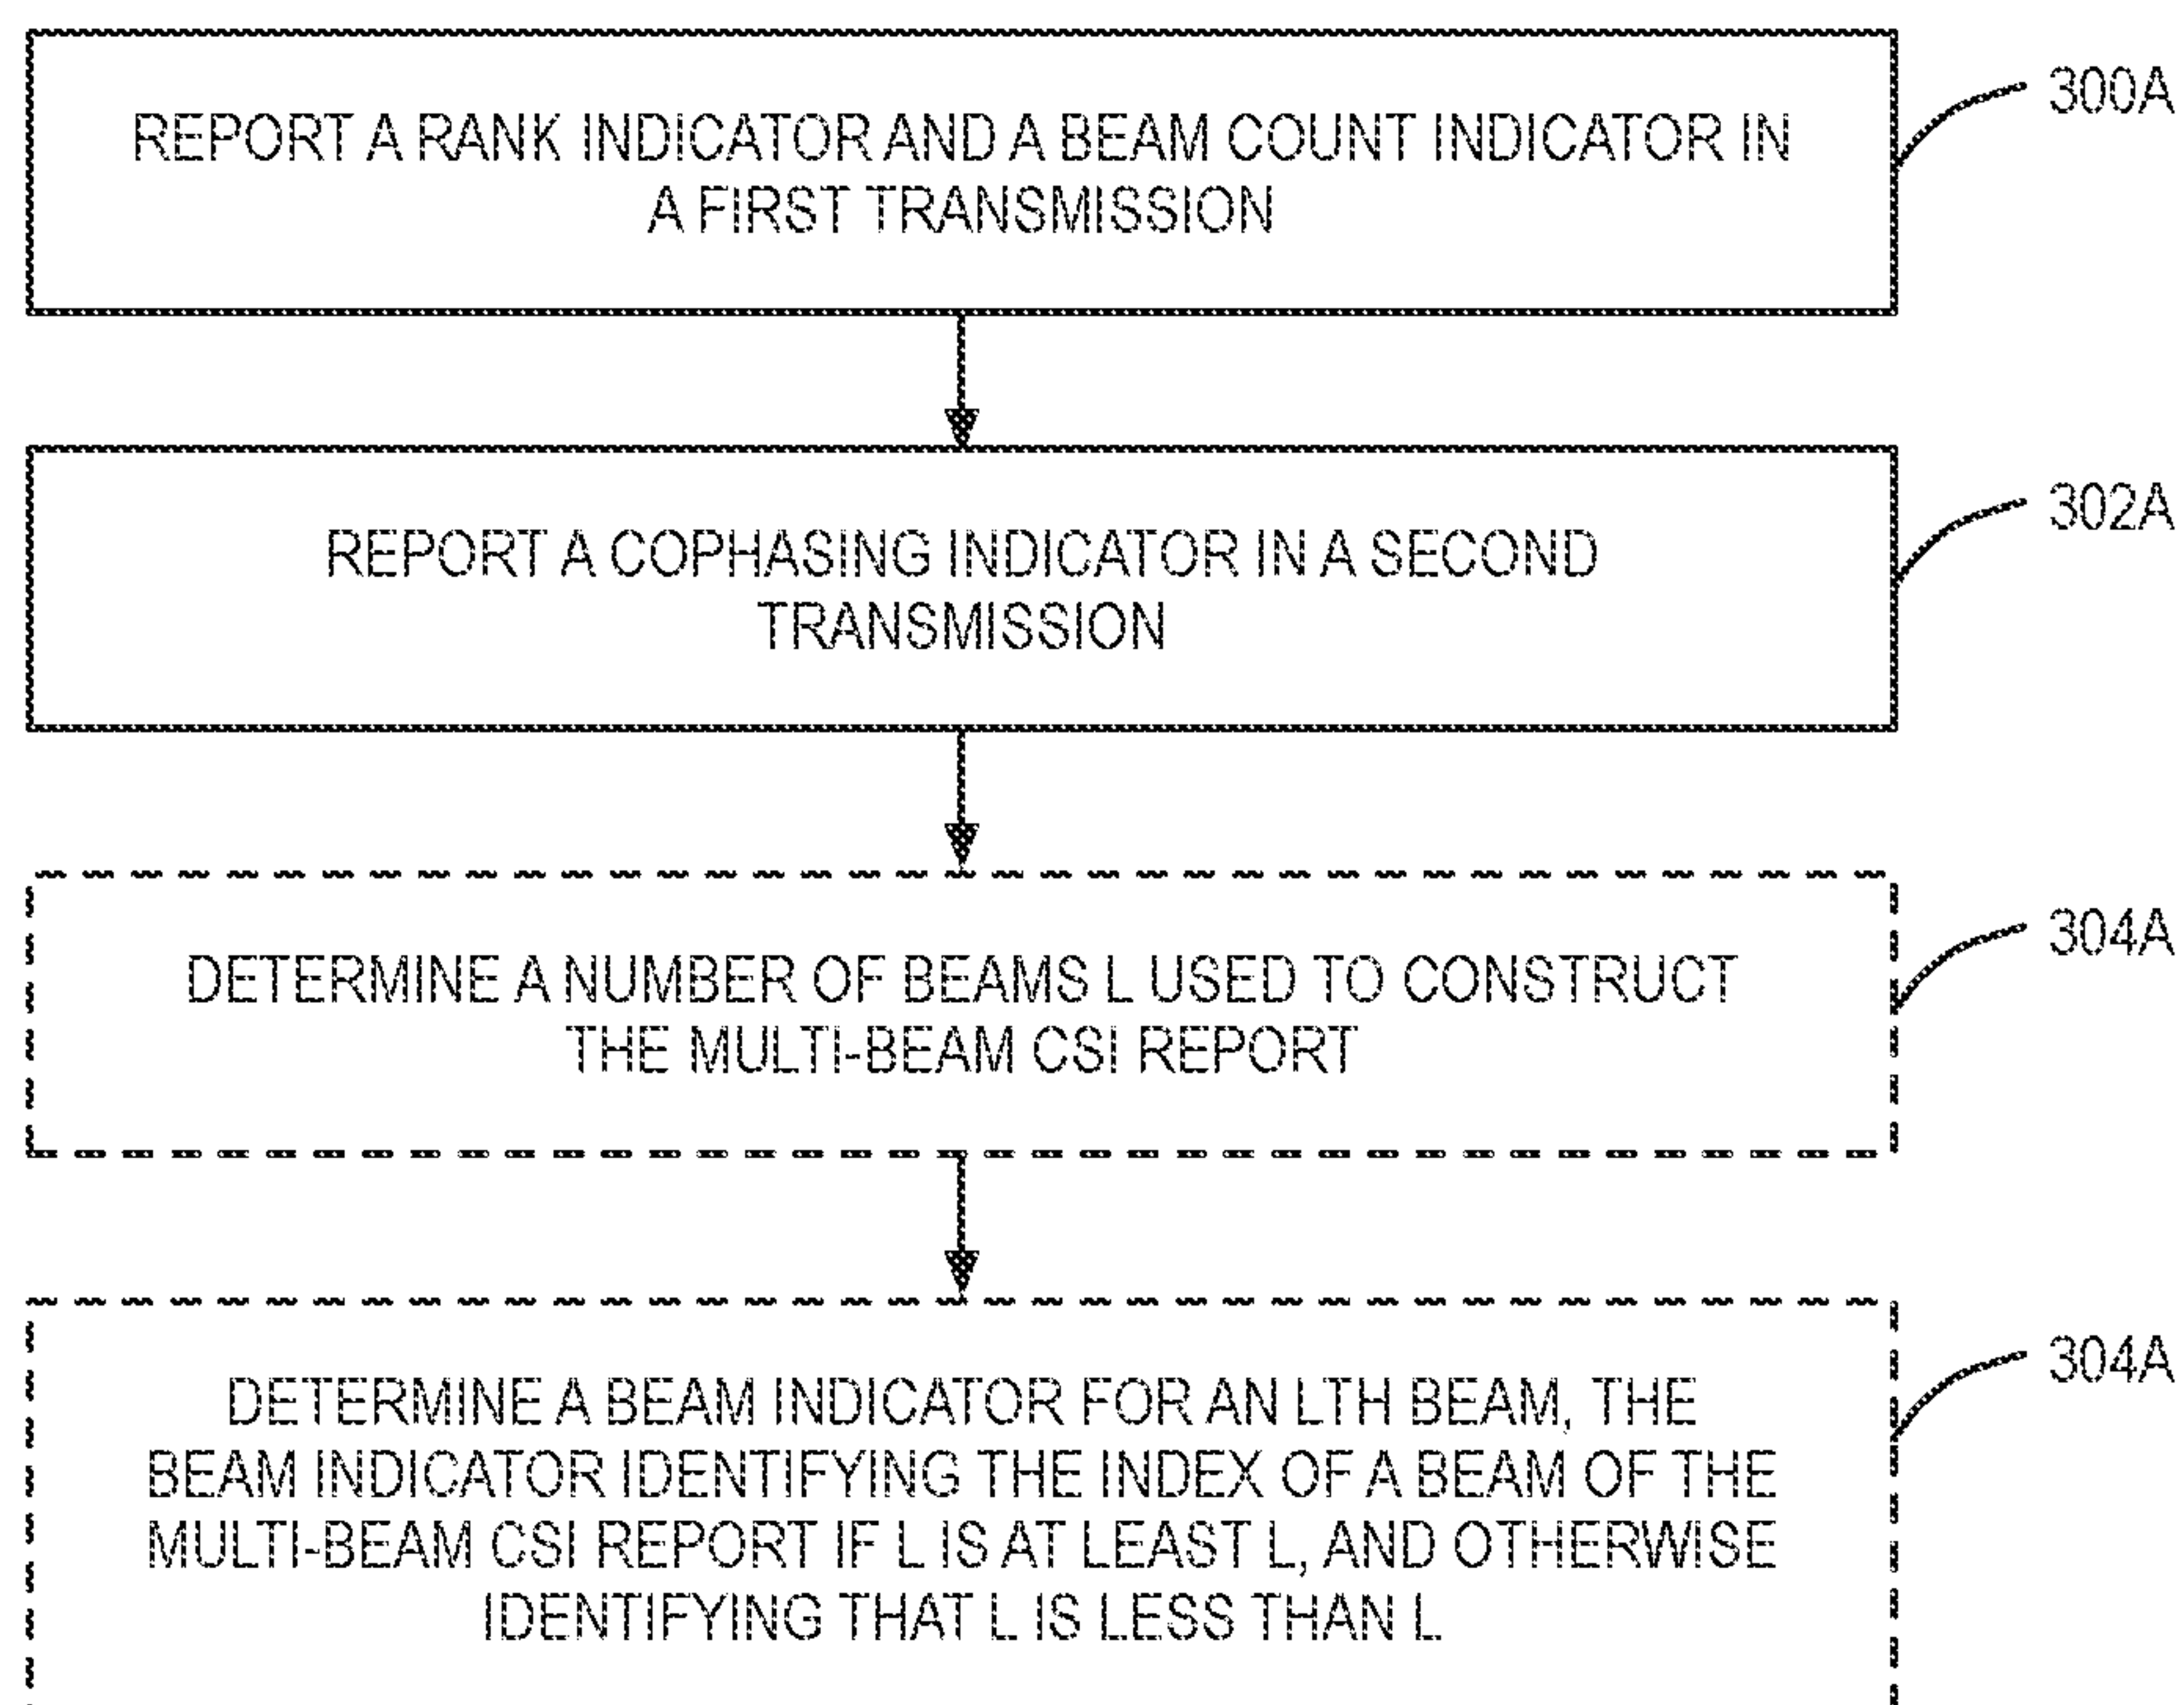 REPORT A RANK INDICATOR AND A BEAM COUNT INDICATOR IN
A FIRST TRANSMISSION
300A
REPORT A COPHASING INDICATOR IN A SECOND
TRANSMISSION
302A
DETERMINE A NUMBER OF BEAMS L USED TO CONSTRUCT
THE MULTI-BEAM CSI REPORT
304A
DETERMINE A BEAM INDICATOR FOR AN LTH BEAM, THE
BEAM INDICATOR IDENTIFYING THE INDEX OF A BEAM OF THE
MULTI-BEAM CSI REPORT IF L IS AT LEAST L, AND OTHERWISE
IDENTIFYING THAT L IS LESS THAN L
304A